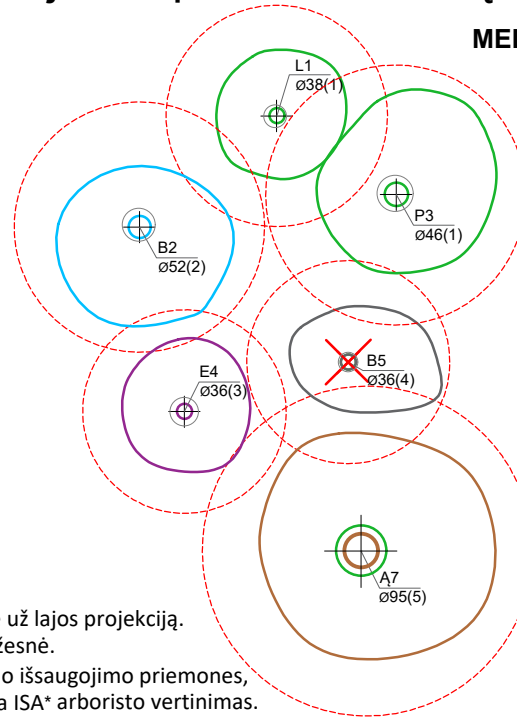 MEI
L1
Ø38(1)
P3
Ø46(1)
B2
Ø52(2)
B5
Ø36(4)
E4
Ø36(3)
Ą7
Ø95(5)
už lajos projekciją.
žesnė.
o išsaugojimo priemones,
a ISA* arboristo vertinimas.